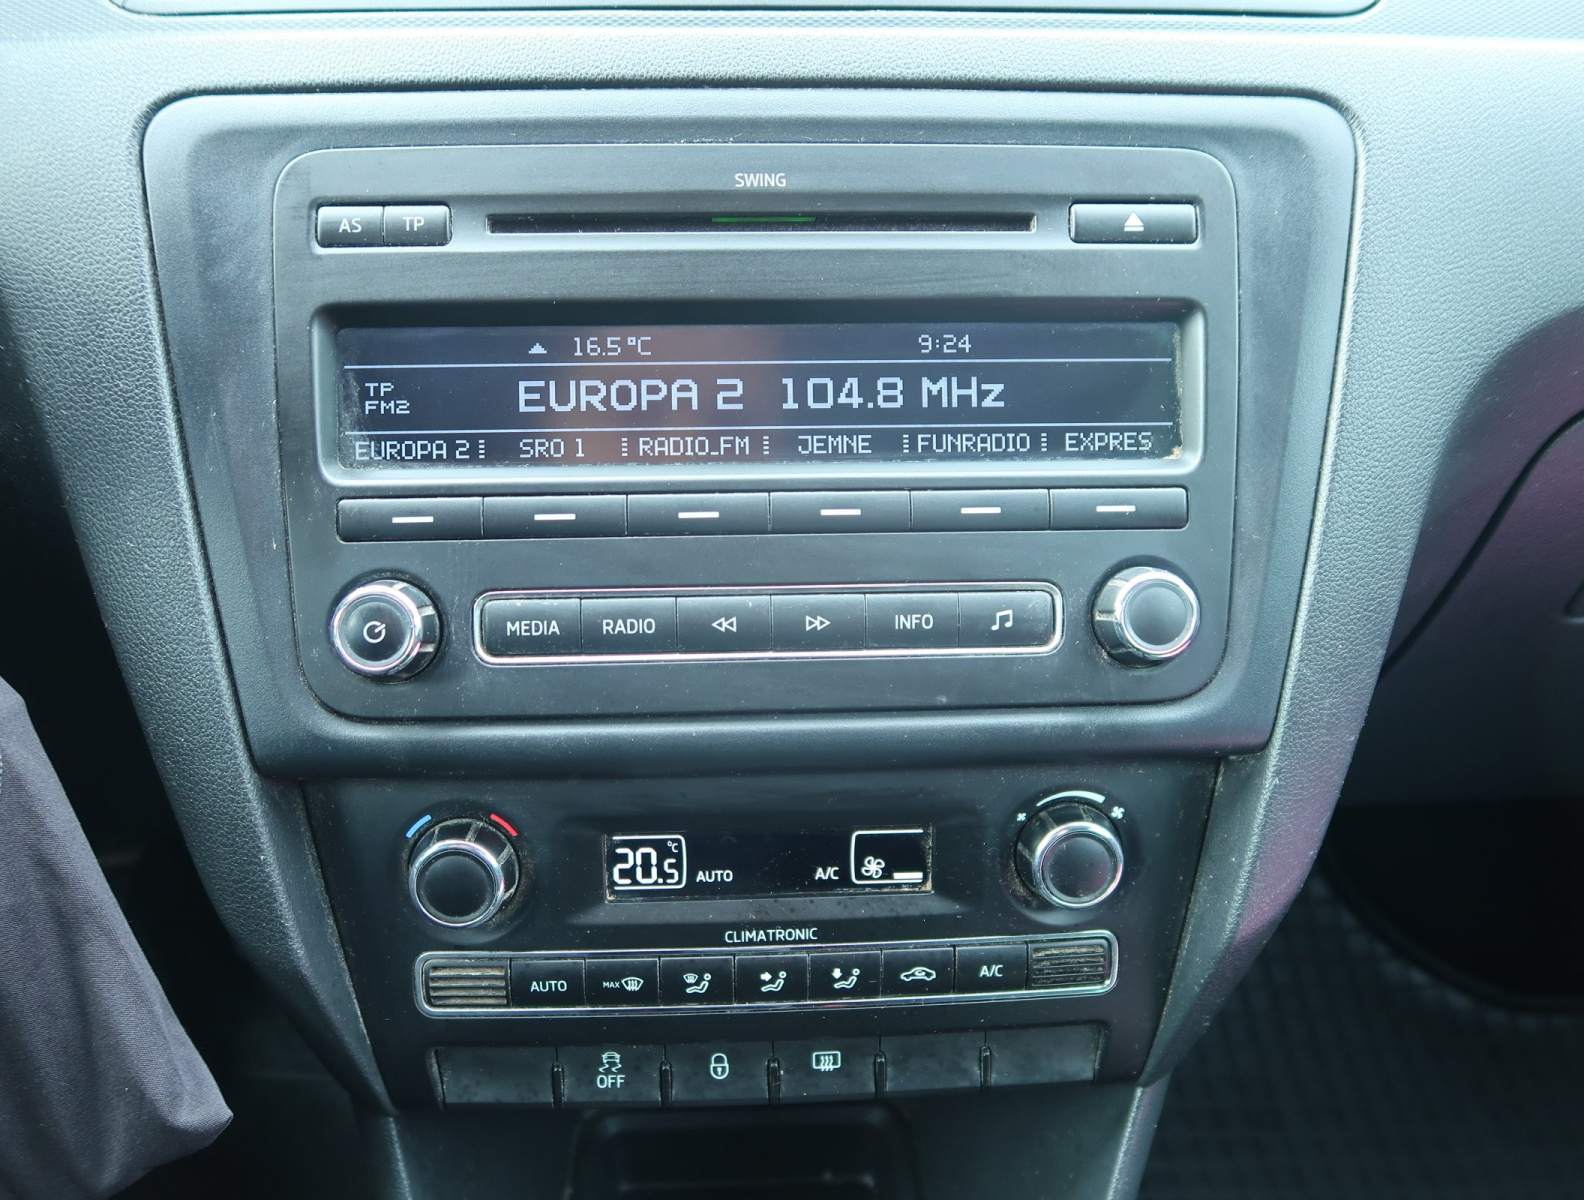 SWING
AS TP
16.5°C 9:24
TP
FM2
EUROPA 2 104.8 MHz
EUROPA 2 SRO 1 RADIO_FM JEMNE FUNRADIO EXPRES
MEDIA RADIO INFO
20.5 °C AUTO A/C
CLIMATRONIC
AUTO MAX A/C
OFF